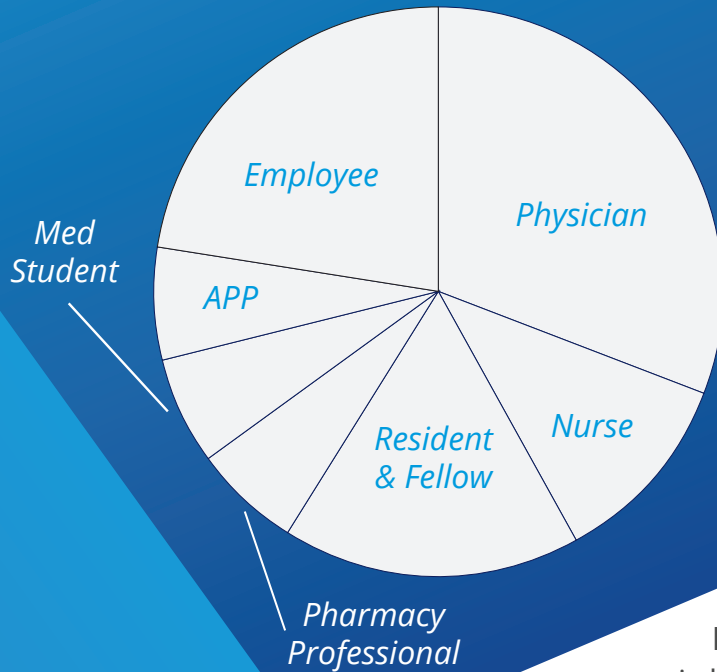 Employee
Physician
Med
Student
APP
Nurse
Resident
& Fellow
Pharmacy
Professional